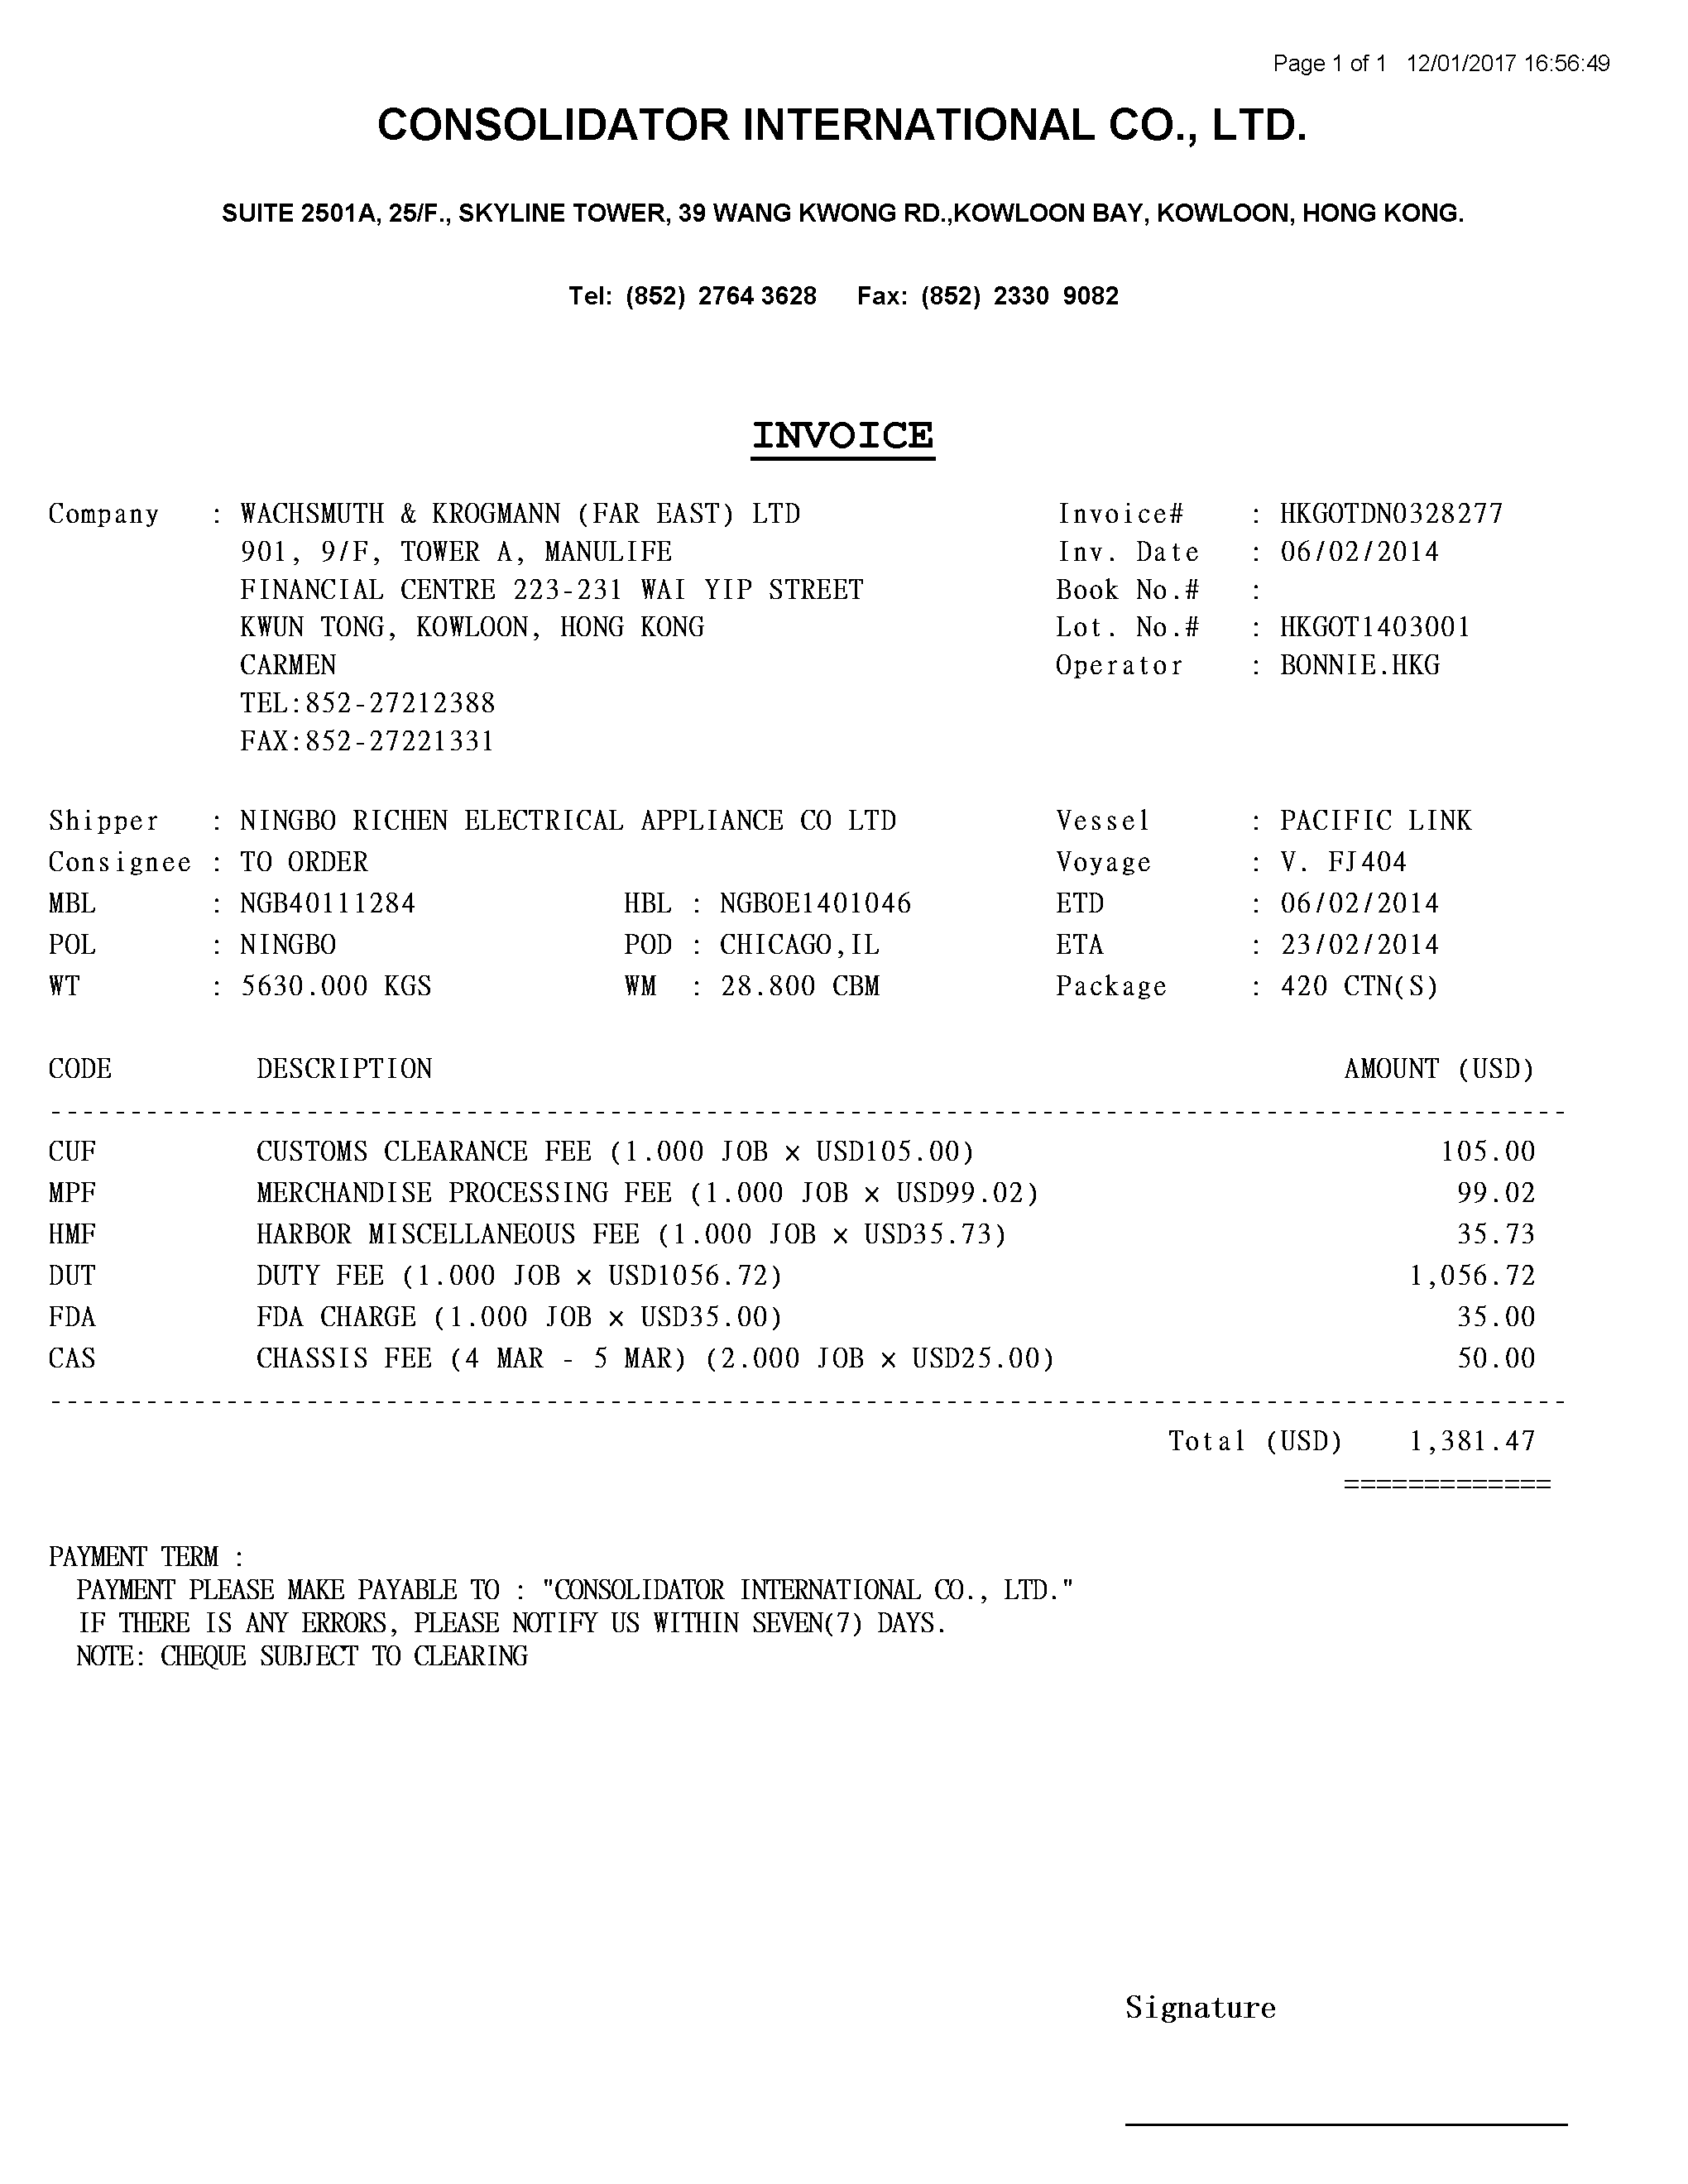 Page 1 of 1 12/01/2017 16:56:49
CONSOLIDATOR INTERNATIONAL CO., LTD.
SUITE 2501A, 25/F., SKYLINE TOWER, 39 WANG KWONG RD.,KOWLOON BAY, KOWLOON, HONG KONG.
Tel: (852) 2764 3628 Fax: (852) 2330 9082
INVOICE
Company : WACHSMUTH & KROGMANN (FAR EAST) LTD Invoice# : HKGOTDN0328277
901, 9/F, TOWER A, MANULIFE Inv. Date : 06/02/2014
FINANCIAL CENTRE 223-231 WAI YIP STREET Book No.# :
KWUN TONG, KOWLOON, HONG KONG Lot. No.# : HKGOT1403001
CARMEN Operator : BONNIE.HKG
TEL:852-27212388
FAX:852-27221331
Shipper : NINGBO RICHEN ELECTRICAL APPLIANCE CO LTD Vessel : PACIFIC LINK
Consignee : TO ORDER Voyage : V. FJ404
MBL : NGB40111284 HBL : NGBOE1401046 ETD : 06/02/2014
POL : NINGBO POD : CHICAGO,IL ETA : 23/02/2014
WT : 5630.000 KGS WM : 28.800 CBM Package : 420 CTN(S)
CODE DESCRIPTION AMOUNT (USD)
CUF CUSTOMS CLEARANCE FEE (1.000 JOB × USD105.00) 105.00
MPF MERCHANDISE PROCESSING FEE (1.000 JOB × USD99.02) 99.02
HMF HARBOR MISCELLANEOUS FEE (1.000 JOB × USD35.73) 35.73
DUT DUTY FEE (1.000 JOB × USD1056.72) 1,056.72
FDA FDA CHARGE (1.000 JOB × USD35.00) 35.00
CAS CHASSIS FEE (4 MAR - 5 MAR) (2.000 JOB × USD25.00) 50.00
Total (USD) 1,381.47
=============
PAYMENT TERM :
PAYMENT PLEASE MAKE PAYABLE TO : "CONSOLIDATOR INTERNATIONAL CO., LTD."
IF THERE IS ANY ERRORS, PLEASE NOTIFY US WITHIN SEVEN(7) DAYS.
NOTE: CHEQUE SUBJECT TO CLEARING
Signature